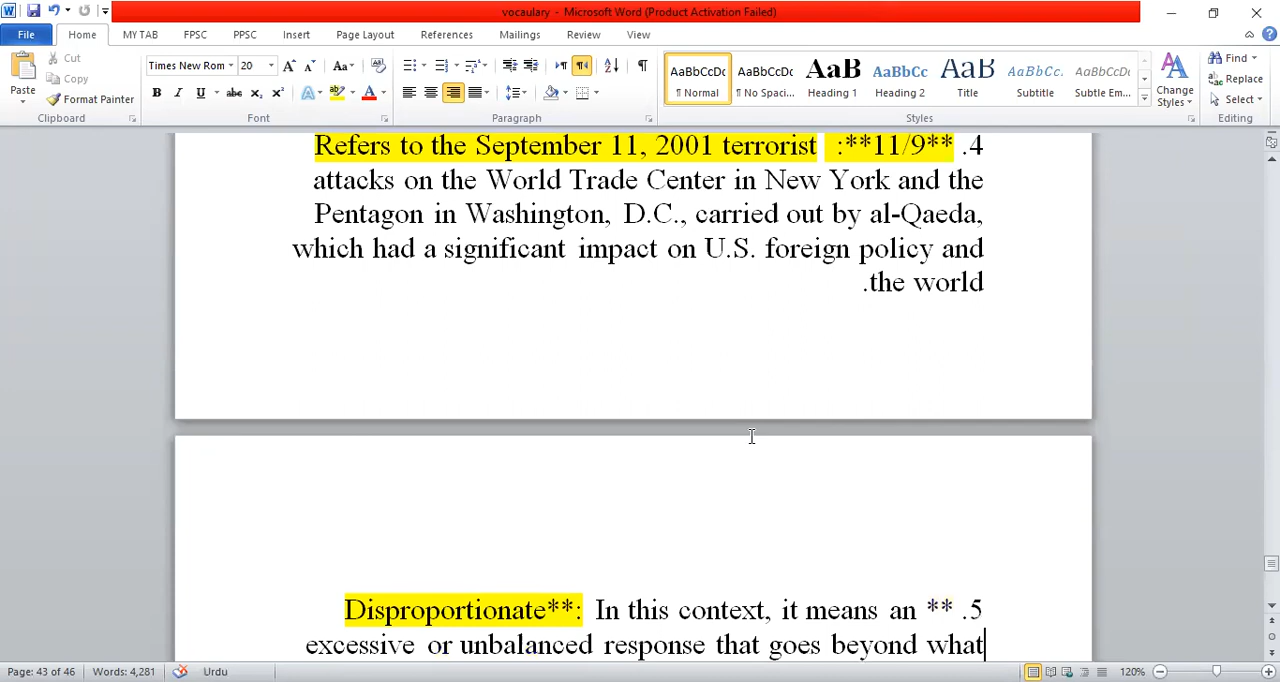 vocaulary - Microsoft Word (Product Activation Failed)
File Home MY TAB FPSC PPSC Insert Page Layout References Mailings Review View
Paste
Cut
Copy
Format Painter
Clipboard
Times New Rom 20
Font
Paragraph
AaBbCcDc AaBbCcDc AaB AaBbCc AaB AaBbCc. AaBbCcDc
¶ Normal ¶ No Spaci... Heading 1 Heading 2 Title Subtitle Subtle Em...
Change Styles
Styles
Find
Replace
Select
Editing
Refers to the September 11, 2001 terrorist :**11/9** .4
attacks on the World Trade Center in New York and the
Pentagon in Washington, D.C., carried out by al-Qaeda,
which had a significant impact on U.S. foreign policy and
.the world
Disproportionate**: In this context, it means an ** .5
excessive or unbalanced response that goes beyond what
Page: 43 of 46 Words: 4,281 Urdu 120%